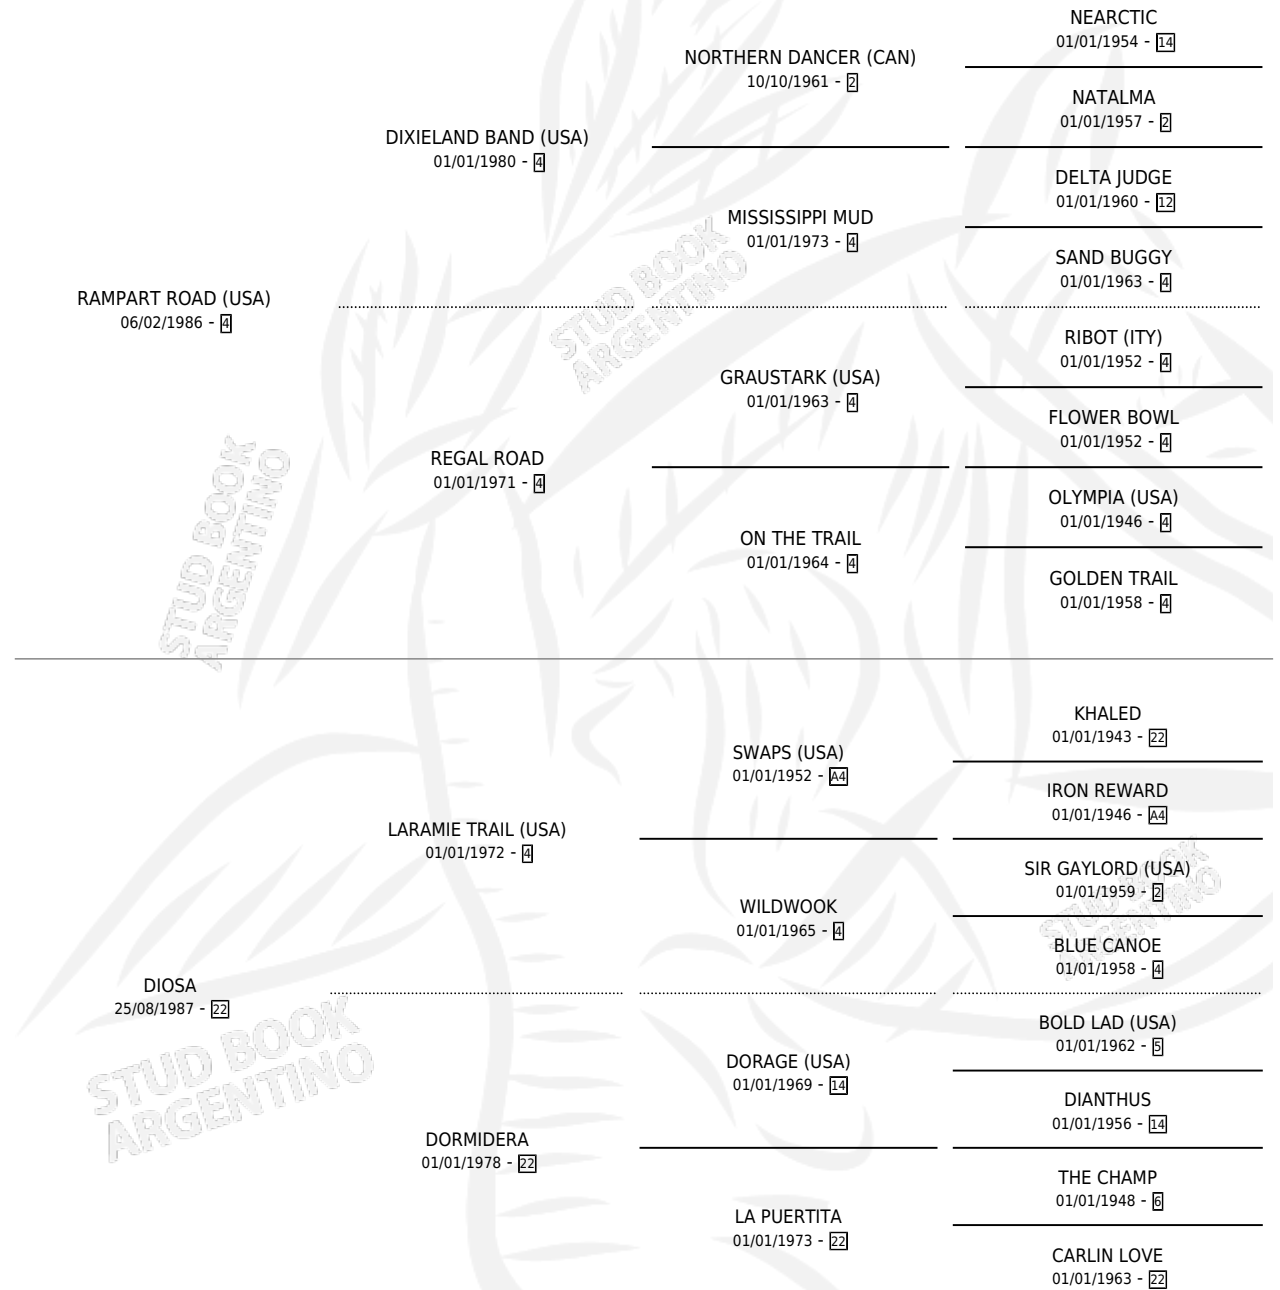 NEARCTIC
01/01/1954 - 14
NORTHERN DANCER (CAN)
10/10/1961 - 2
NATALMA
01/01/1957 - 2
DIXIELAND BAND (USA)
01/01/1980 - 4
DELTA JUDGE
01/01/1960 - 12
MISSISSIPPI MUD
01/01/1973 - 4
SAND BUGGY
01/01/1963 - 4
RAMPART ROAD (USA)
06/02/1986 - 4
RIBOT (ITY)
01/01/1952 - 4
GRAUSTARK (USA)
01/01/1963 - 4
FLOWER BOWL
01/01/1952 - 4
REGAL ROAD
01/01/1971 - 4
OLYMPIA (USA)
01/01/1946 - 4
ON THE TRAIL
01/01/1964 - 4
GOLDEN TRAIL
01/01/1958 - 4
KHALED
01/01/1943 - 22
SWAPS (USA)
01/01/1952 - A4
IRON REWARD
01/01/1946 - A4
LARAMIE TRAIL (USA)
01/01/1972 - 4
SIR GAYLORD (USA)
01/01/1959 - 2
WILDWOOK
01/01/1965 - 4
BLUE CANOE
01/01/1958 - 4
DIOSA
25/08/1987 - 22
BOLD LAD (USA)
01/01/1962 - 5
DORAGE (USA)
01/01/1969 - 14
DIANTHUS
01/01/1956 - 14
DORMIDERA
01/01/1978 - 22
THE CHAMP
01/01/1948 - 6
LA PUERTITA
01/01/1973 - 22
CARLIN LOVE
01/01/1963 - 22
STUD BOOK
ARGENTINO
STUD BOOK
ARGENTINO
STUD BOOK
ARGENTINO
STUD BOOK
ARGENTINO